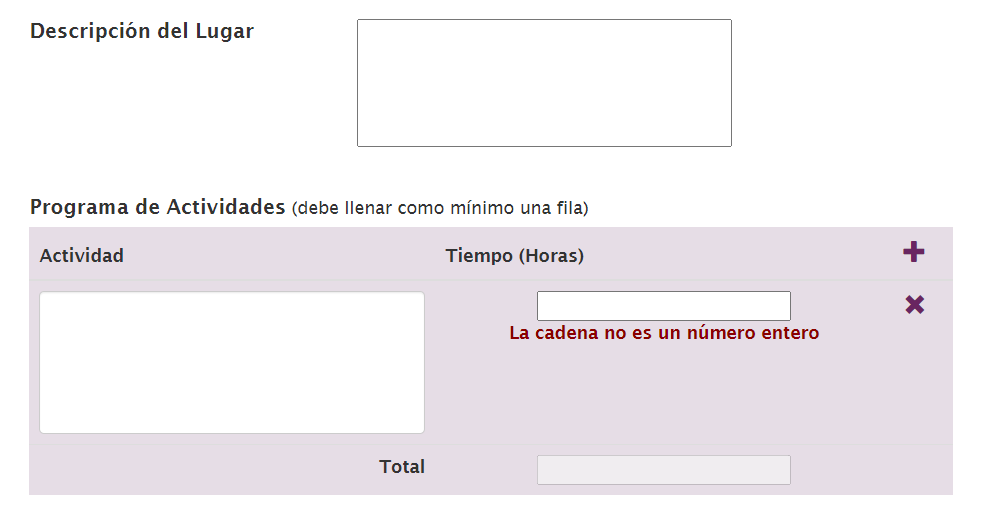 Descripción del Lugar
Programa de Actividades (debe llenar como mínimo una fila)
Actividad Tiempo (Horas)
La cadena no es un número entero
Total